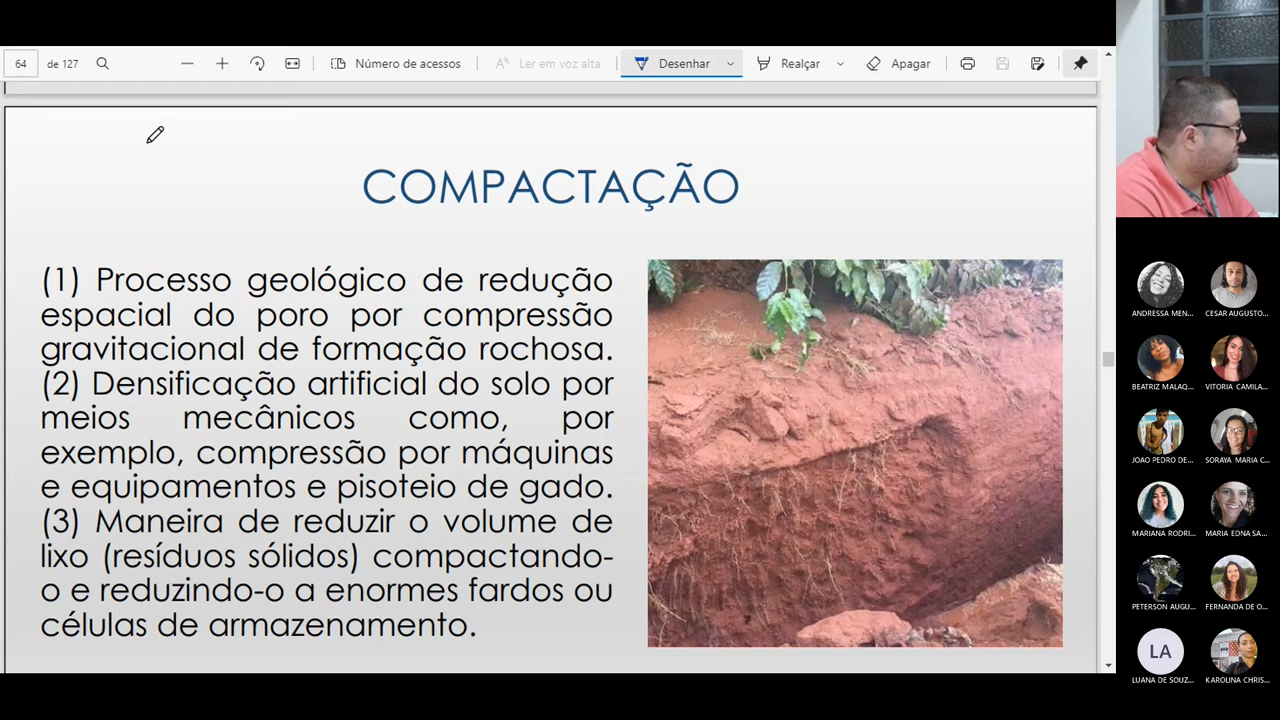 64 de 127 Número de acessos Ler em voz alta Desenhar Realçar Apagar
COMPACTAÇÃO
(1) Processo geológico de redução
espacial do poro por compressão
gravitacional de formação rochosa.
(2) Densificação artificial do solo por
meios mecânicos como, por
exemplo, compressão por máquinas
e equipamentos e pisoteio de gado.
(3) Maneira de reduzir o volume de
lixo (resíduos sólidos) compactando-
o e reduzindo-o a enormes fardos ou
células de armazenamento.
ANDRESSA MEN... CESAR AUGUSTO...
BEATRIZ MALAQ... VITORIA CAMILA...
JOAO PEDRO DE... SORAYA MARIA C...
MARIANA RODRI... MARIA EDNA SA...
PETERSON AUGU... FERNANDA DE O...
LA
LUANA DE SOUZ... KAROLINA CHRIS...